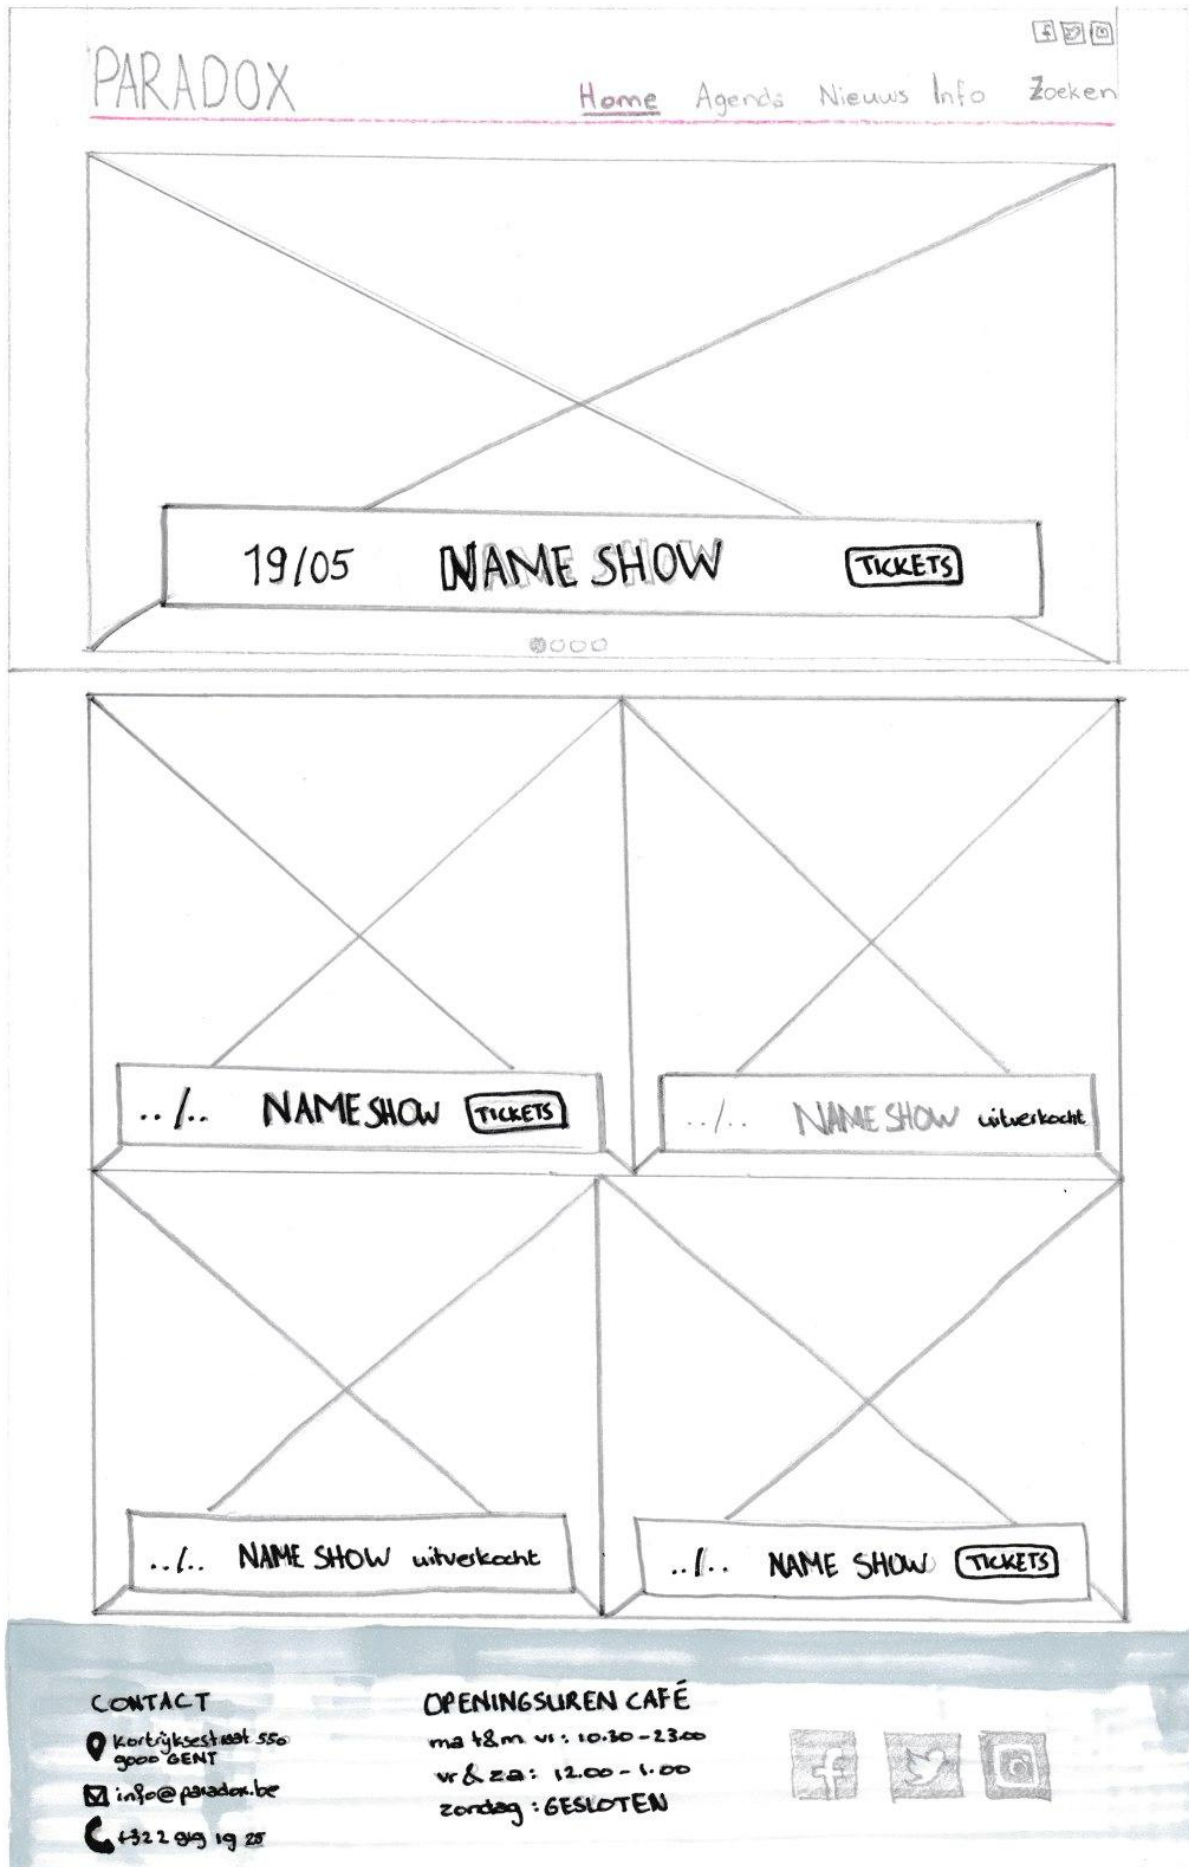 PARADOX
Home Agenda Nieuws Info Zoeken
19/05 NAME SHOW TICKETS
../.. NAME SHOW TICKETS
../.. NAME SHOW uitverkocht
../.. NAME SHOW uitverkocht
../.. NAME SHOW TICKETS
CONTACT
Kortrijksestraat 550
9000 GENT
info@paradox.be
+32 2 919 19 25
OPENINGSUREN CAFÉ
ma t&m vr: 10.30-23.00
vr & za: 12.00-1.00
zondag: GESLOTEN